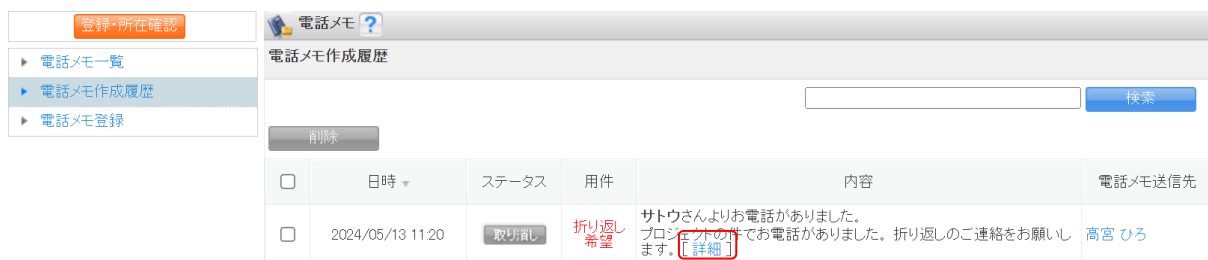 登録・所在確認
電話メモ一覧
電話メモ作成履歴
電話メモ登録
電話メモ ?
電話メモ作成履歴
検索
削除
日時 ステータス 用件 内容 電話メモ送信先
2024/05/13 11:20
取り消し
折り返し
希望
サトウさんよりお電話がありました。
プロジェクトの件でお電話がありました。折り返しのご連絡をお願いし
ます。[ 詳細 ]
高宮 ひろ